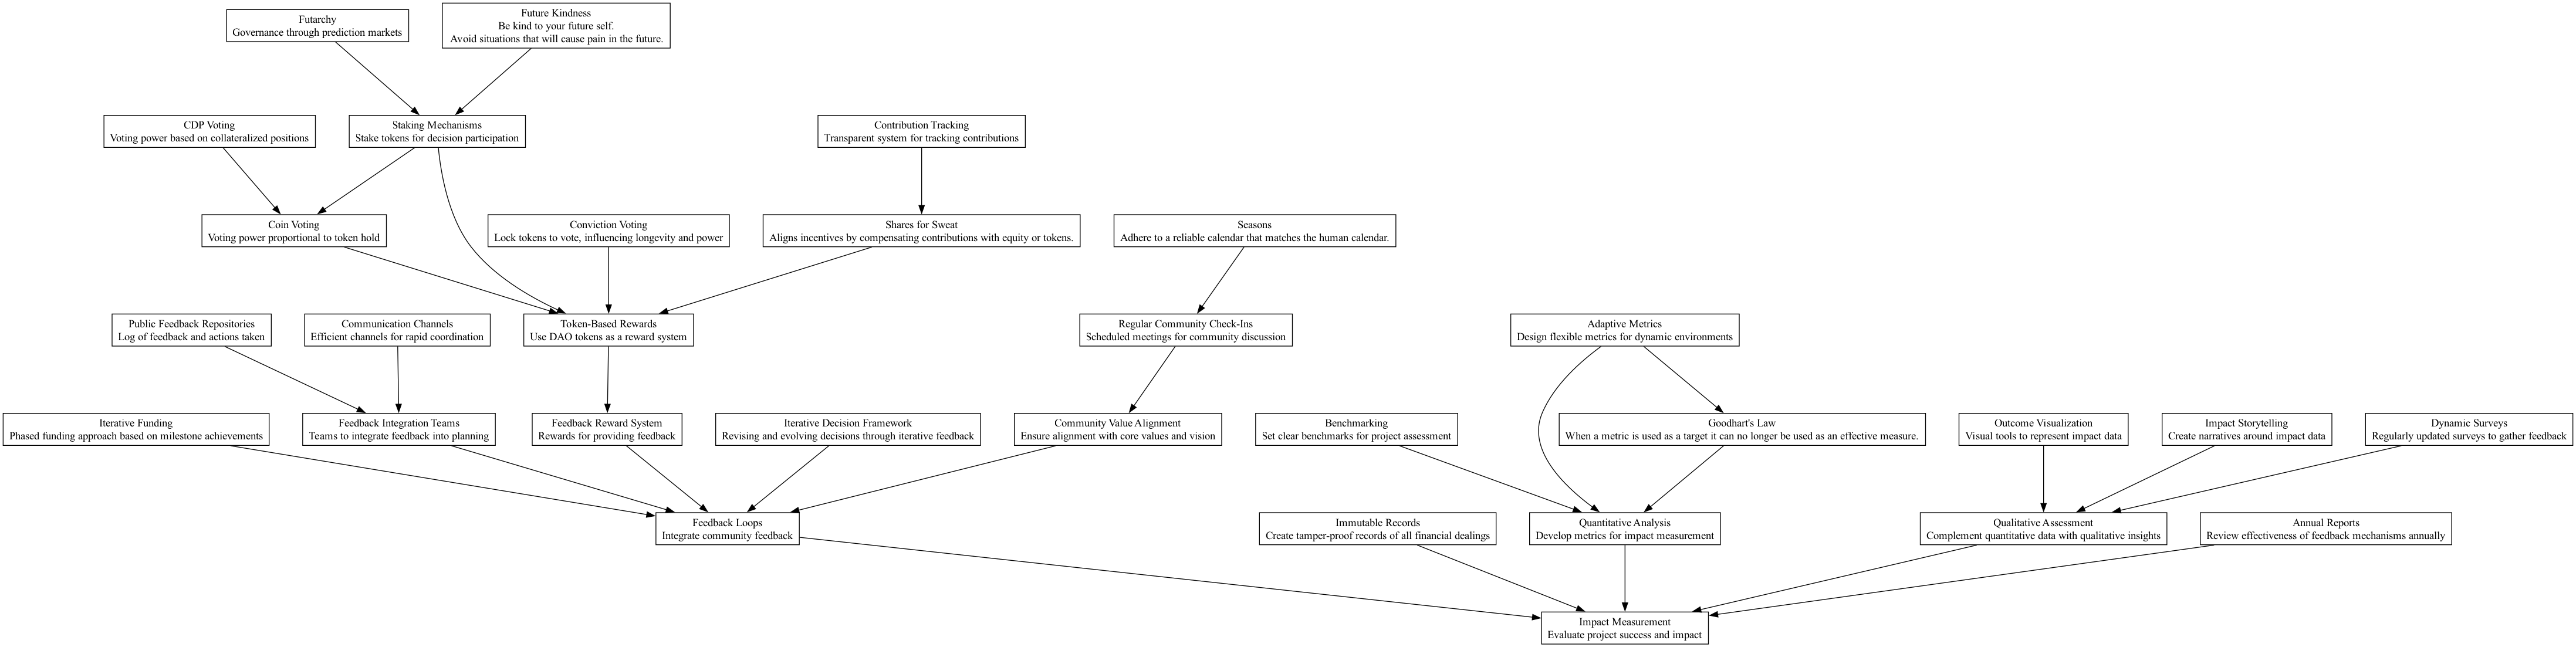 Futarchy
Governance through prediction markets
Future Kindness
Be kind to your future self.
Avoid situations that will cause pain in the future.
CDP Voting
Voting power based on collateralized positions
Staking Mechanisms
Stake tokens for decision participation
Contribution Tracking
Transparent system for tracking contributions
Coin Voting
Voting power proportional to token hold
Conviction Voting
Lock tokens to vote, influencing longevity and power
Shares for Sweat
Aligns incentives by compensating contributions with equity or tokens.
Seasons
Adhere to a reliable calendar that matches the human calendar.
Public Feedback Repositories
Log of feedback and actions taken
Communication Channels
Efficient channels for rapid coordination
Token-Based Rewards
Use DAO tokens as a reward system
Regular Community Check-Ins
Scheduled meetings for community discussion
Adaptive Metrics
Design flexible metrics for dynamic environments
Iterative Funding
Phased funding approach based on milestone achievements
Feedback Integration Teams
Teams to integrate feedback into planning
Feedback Reward System
Rewards for providing feedback
Iterative Decision Framework
Revising and evolving decisions through iterative feedback
Community Value Alignment
Ensure alignment with core values and vision
Benchmarking
Set clear benchmarks for project assessment
Goodhart's Law
When a metric is used as a target it can no longer be used as an effective measure.
Outcome Visualization
Visual tools to represent impact data
Impact Storytelling
Create narratives around impact data
Dynamic Surveys
Regularly updated surveys to gather feedback
Feedback Loops
Integrate community feedback
Immutable Records
Create tamper-proof records of all financial dealings
Quantitative Analysis
Develop metrics for impact measurement
Qualitative Assessment
Complement quantitative data with qualitative insights
Annual Reports
Review effectiveness of feedback mechanisms annually
Impact Measurement
Evaluate project success and impact